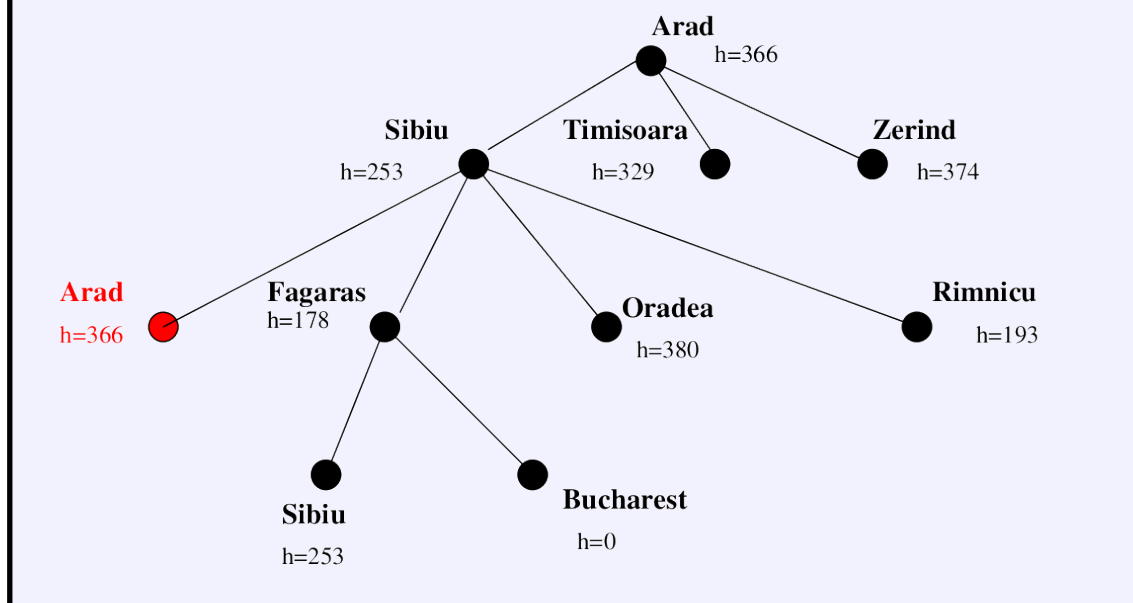 Arad
h=366
Sibiu
h=253
Timisoara
h=329
Zerind
h=374
Arad
h=366
Fagaras
h=178
Oradea
h=380
Rimnicu
h=193
Sibiu
h=253
Bucharest
h=0